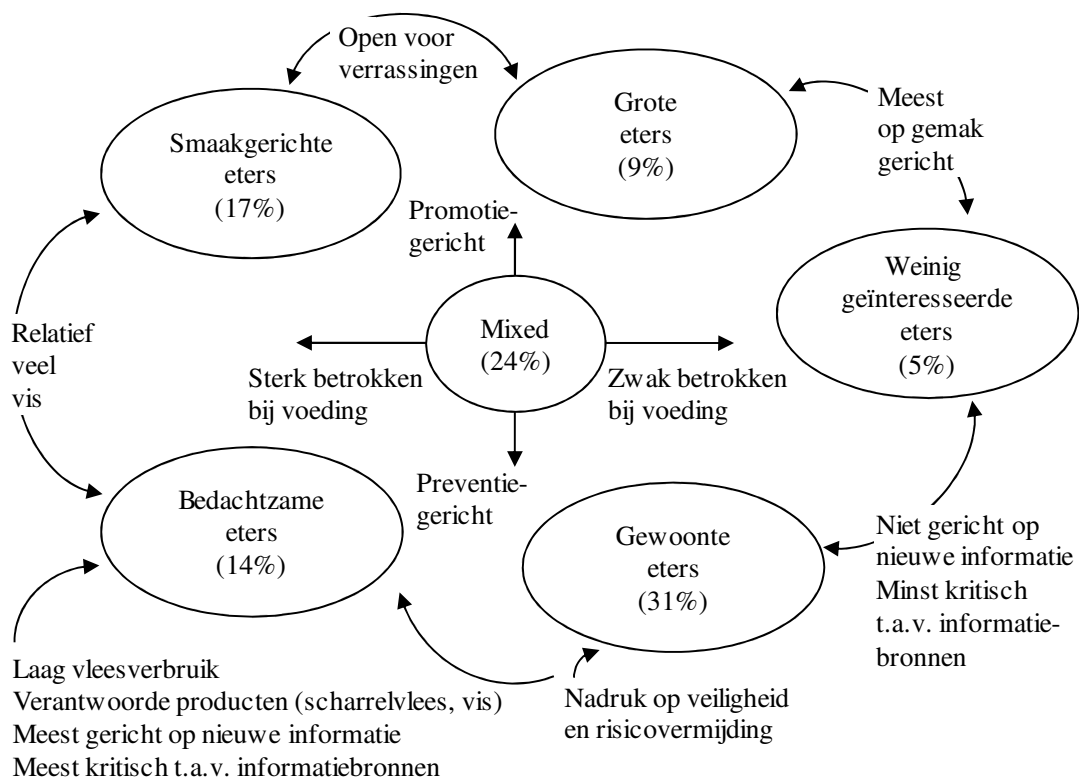 Open voor
verrassingen
Smaakgerichte
eters
(17%)
Grote
eters
(9%)
Meest
op gemak
gericht
Promotie-
gericht
Weinig
geïnteresseerde
eters
(5%)
Mixed
(24%)
Relatief
veel
vis
Sterk betrokken
bij voeding
Zwak betrokken
bij voeding
Preventie-
gericht
Bedachtzame
eters
(14%)
Gewoonte
eters
(31%)
Niet gericht op
nieuwe informatie
Minst kritisch
t.a.v. informatie-
bronnen
Laag vleesverbruik
Verantwoorde producten (scharrelvlees, vis)
Meest gericht op nieuwe informatie
Meest kritisch t.a.v. informatiebronnen
Nadruk op veiligheid
en risicovermijding